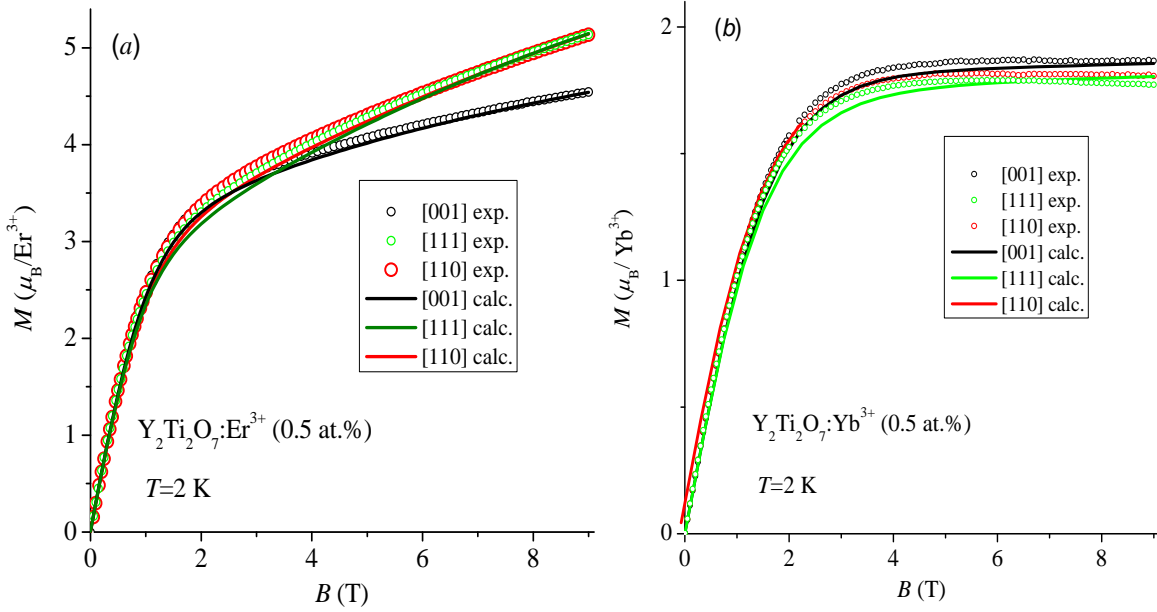 (a)
5
4
3
2
1
0
M (μB/Er3+)
[001] exp.
[111] exp.
[110] exp.
[001] calc.
[111] calc.
[110] calc.
Y2Ti2O7:Er3+ (0.5 at.%)
T=2 K
0 2 4 6 8
B (T)
(b)
2
1
0
M (μB/ Yb3+)
[001] exp.
[111] exp.
[110] exp.
[001] calc.
[111] calc.
[110] calc.
Y2Ti2O7:Yb3+ (0.5 at.%)
T=2 K
0 2 4 6 8
B (T)